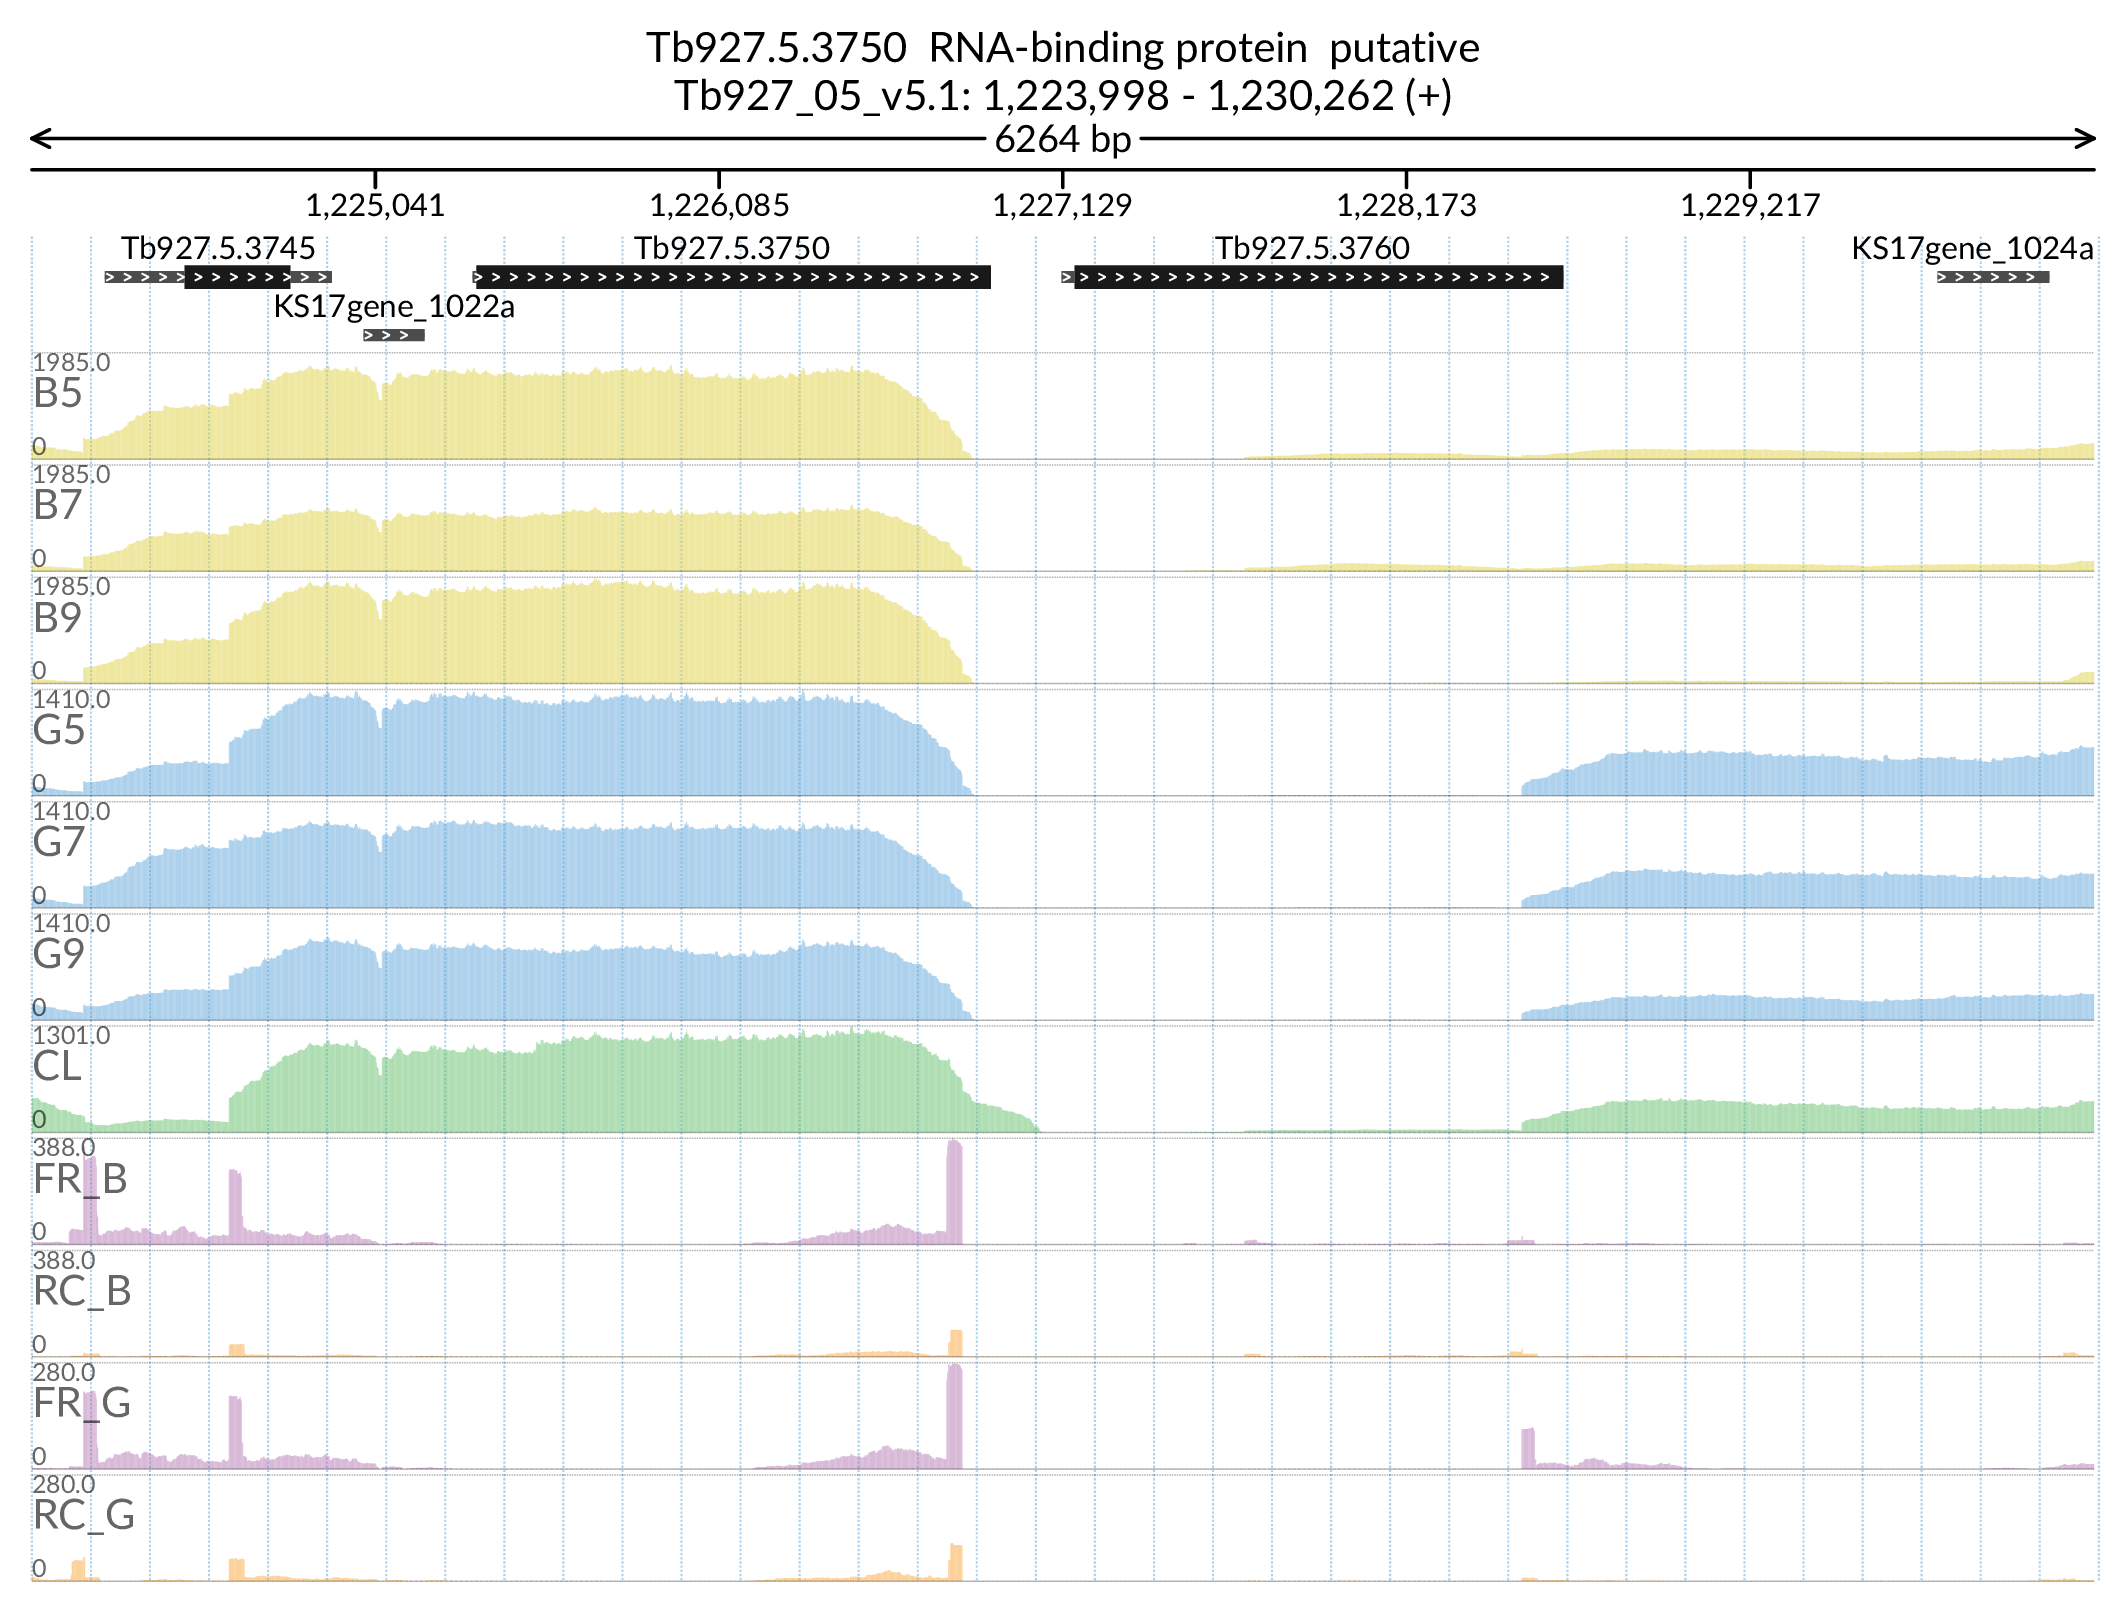 Tb927.5.3750 RNA-binding protein putative
Tb927_05_v5.1: 1,223,998 - 1,230,262 (+)
6264 bp
1,225,041 1,226,085 1,227,129 1,228,173 1,229,217
Tb927.5.3745 Tb927.5.3750 Tb927.5.3760 KS17gene_1024a
KS17gene_1022a
1985.0
B5
0
1985.0
B7
0
1985.0
B9
0
1410.0
G5
0
1410.0
G7
0
1410.0
G9
0
1301.0
CL
0
388.0
FR_B
0
388.0
RC_B
0
280.0
FR_G
0
280.0
RC_G
0